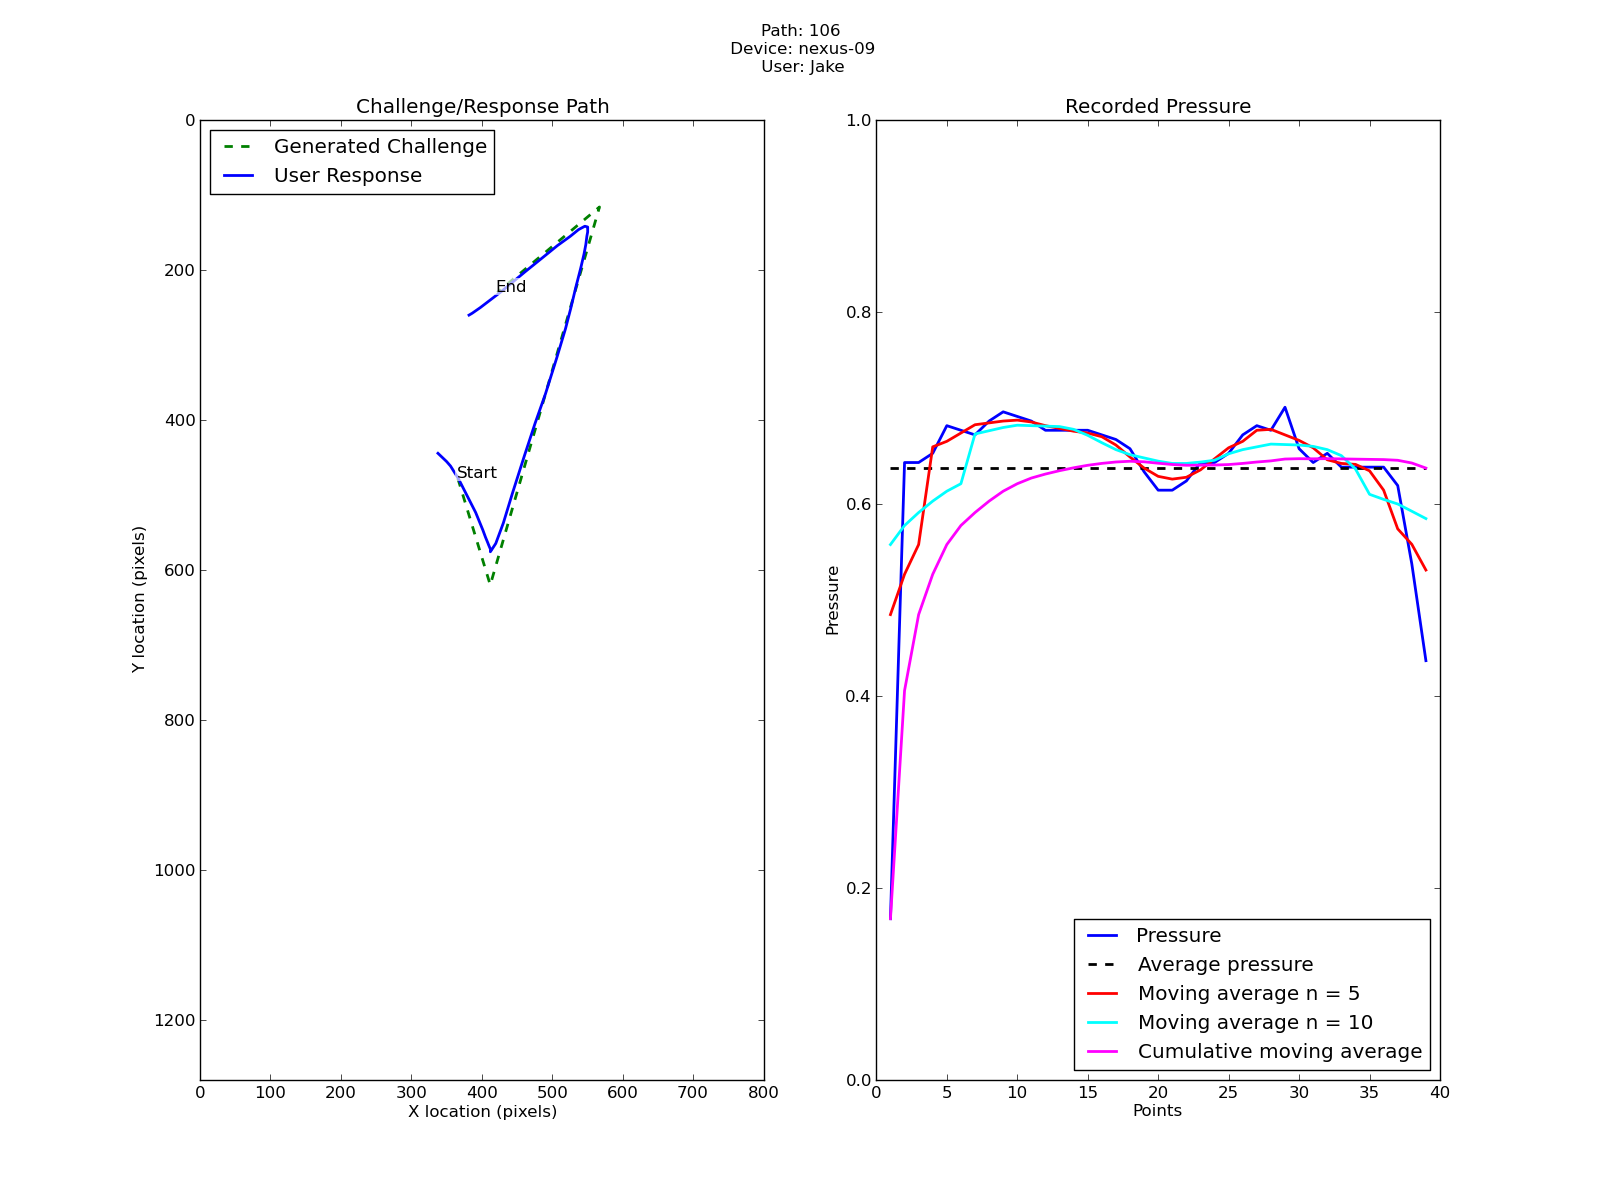 Path: 106
Device: nexus-09
User: Jake
Challenge/Response Path
0
200
400
600
800
1000
1200
Y location (pixels)
Generated Challenge
User Response
End
Start
0 100 200 300 400 500 600 700 800
X location (pixels)
Recorded Pressure
1.0
0.8
0.6
0.4
0.2
0.0
Pressure
Pressure
Average pressure
Moving average n = 5
Moving average n = 10
Cumulative moving average
0 5 10 15 20 25 30 35 40
Points